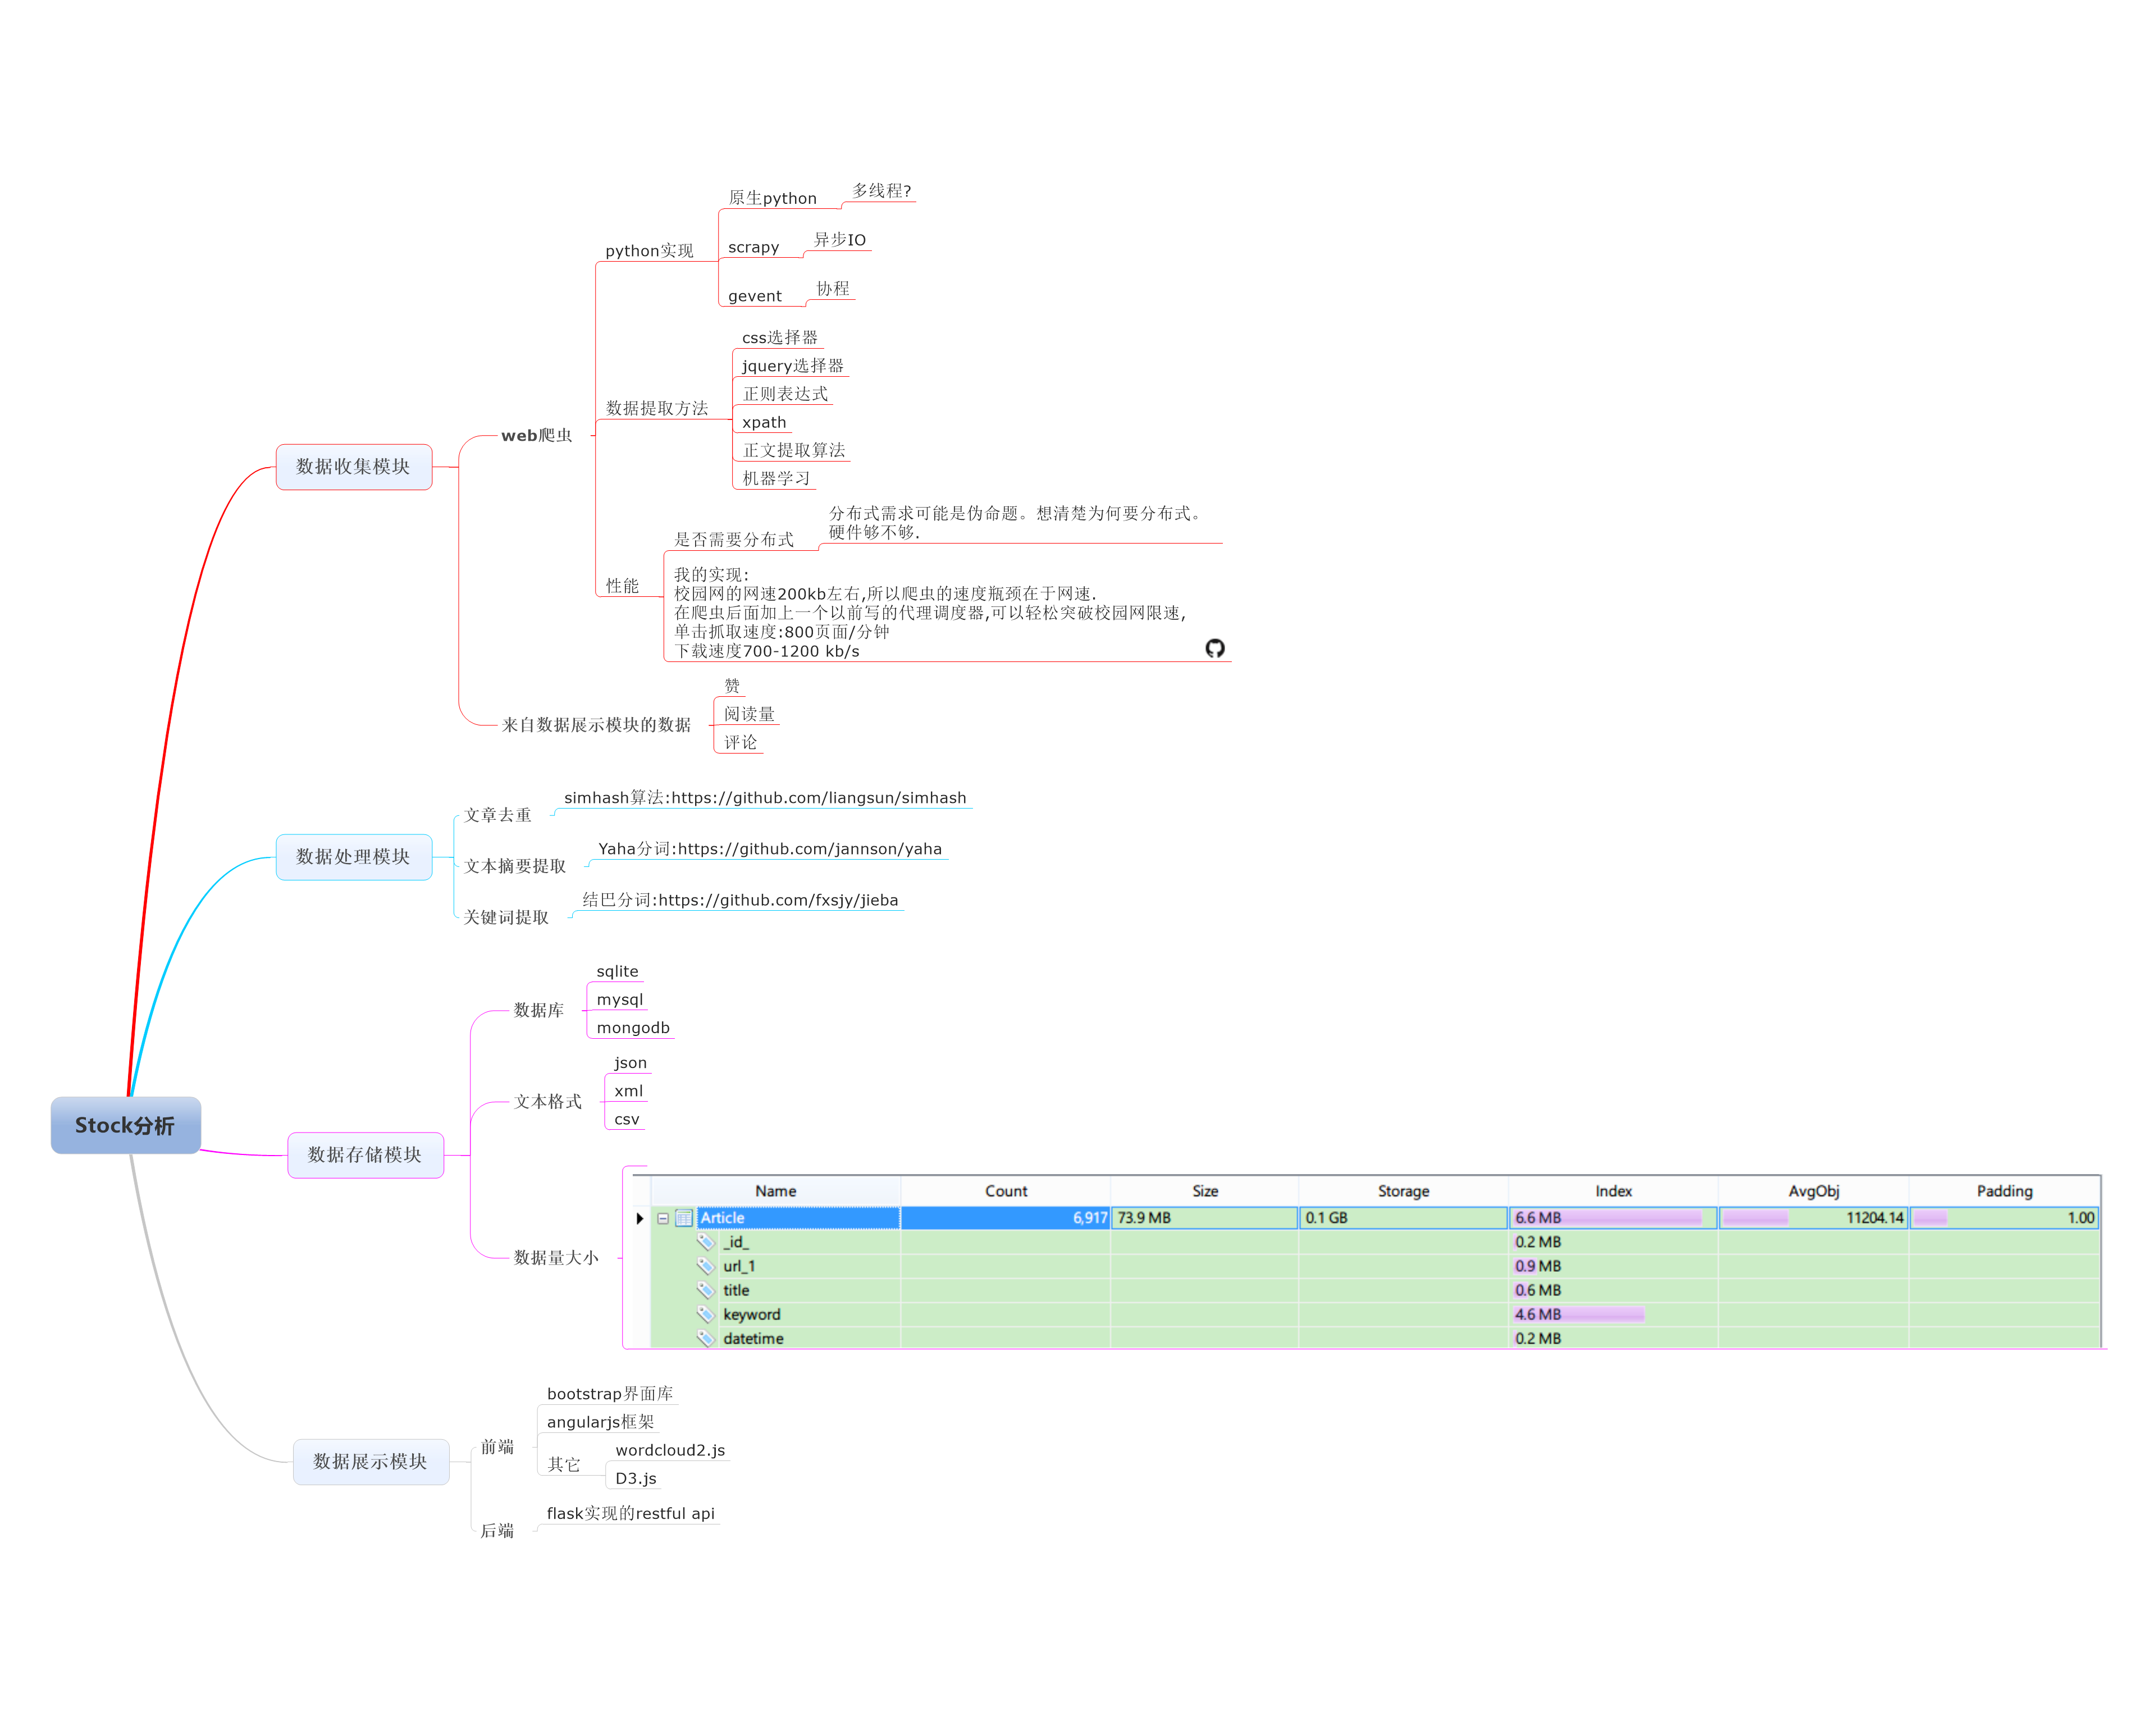 Stock分析
数据收集模块
web爬虫
python实现
原生python
多线程?
scrapy
异步IO
gevent
协程
数据提取方法
css选择器
jquery选择器
正则表达式
xpath
正文提取算法
机器学习
性能
是否需要分布式
分布式需求可能是伪命题。想清楚为何要分布式。
硬件够不够.
我的实现:
校园网的网速200kb左右,所以爬虫的速度瓶颈在于网速.
在爬虫后面加上一个以前写的代理调度器,可以轻松突破校园网限速,
单击抓取速度:800页面/分钟
下载速度700-1200 kb/s
来自数据展示模块的数据
赞
阅读量
评论
数据处理模块
文章去重
simhash算法:https://github.com/liangsun/simhash
文本摘要提取
Yaha分词:https://github.com/jannson/yaha
关键词提取
结巴分词:https://github.com/fxsjy/jieba
数据存储模块
数据库
sqlite
mysql
mongodb
文本格式
json
xml
csv
数据量大小
Name Count Size Storage Index AvgObj Padding
Article 6,917 73.9 MB 0.1 GB 6.6 MB 11204.14 1.00
_id_ 0.2 MB
url_1 0.9 MB
title 0.6 MB
keyword 4.6 MB
datetime 0.2 MB
数据展示模块
前端
bootstrap界面库
angularjs框架
其它
wordcloud2.js
D3.js
后端
flask实现的restful api